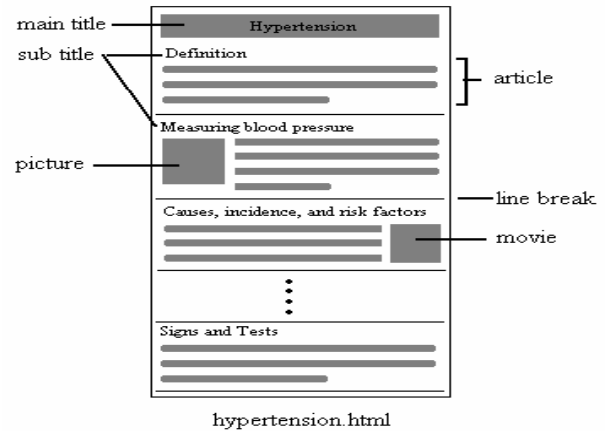 main title
Hypertension
sub title
Definition
article
Measuring blood pressure
picture
line break
Causes, incidence, and risk factors
movie
Signs and Tests
hypertension.html